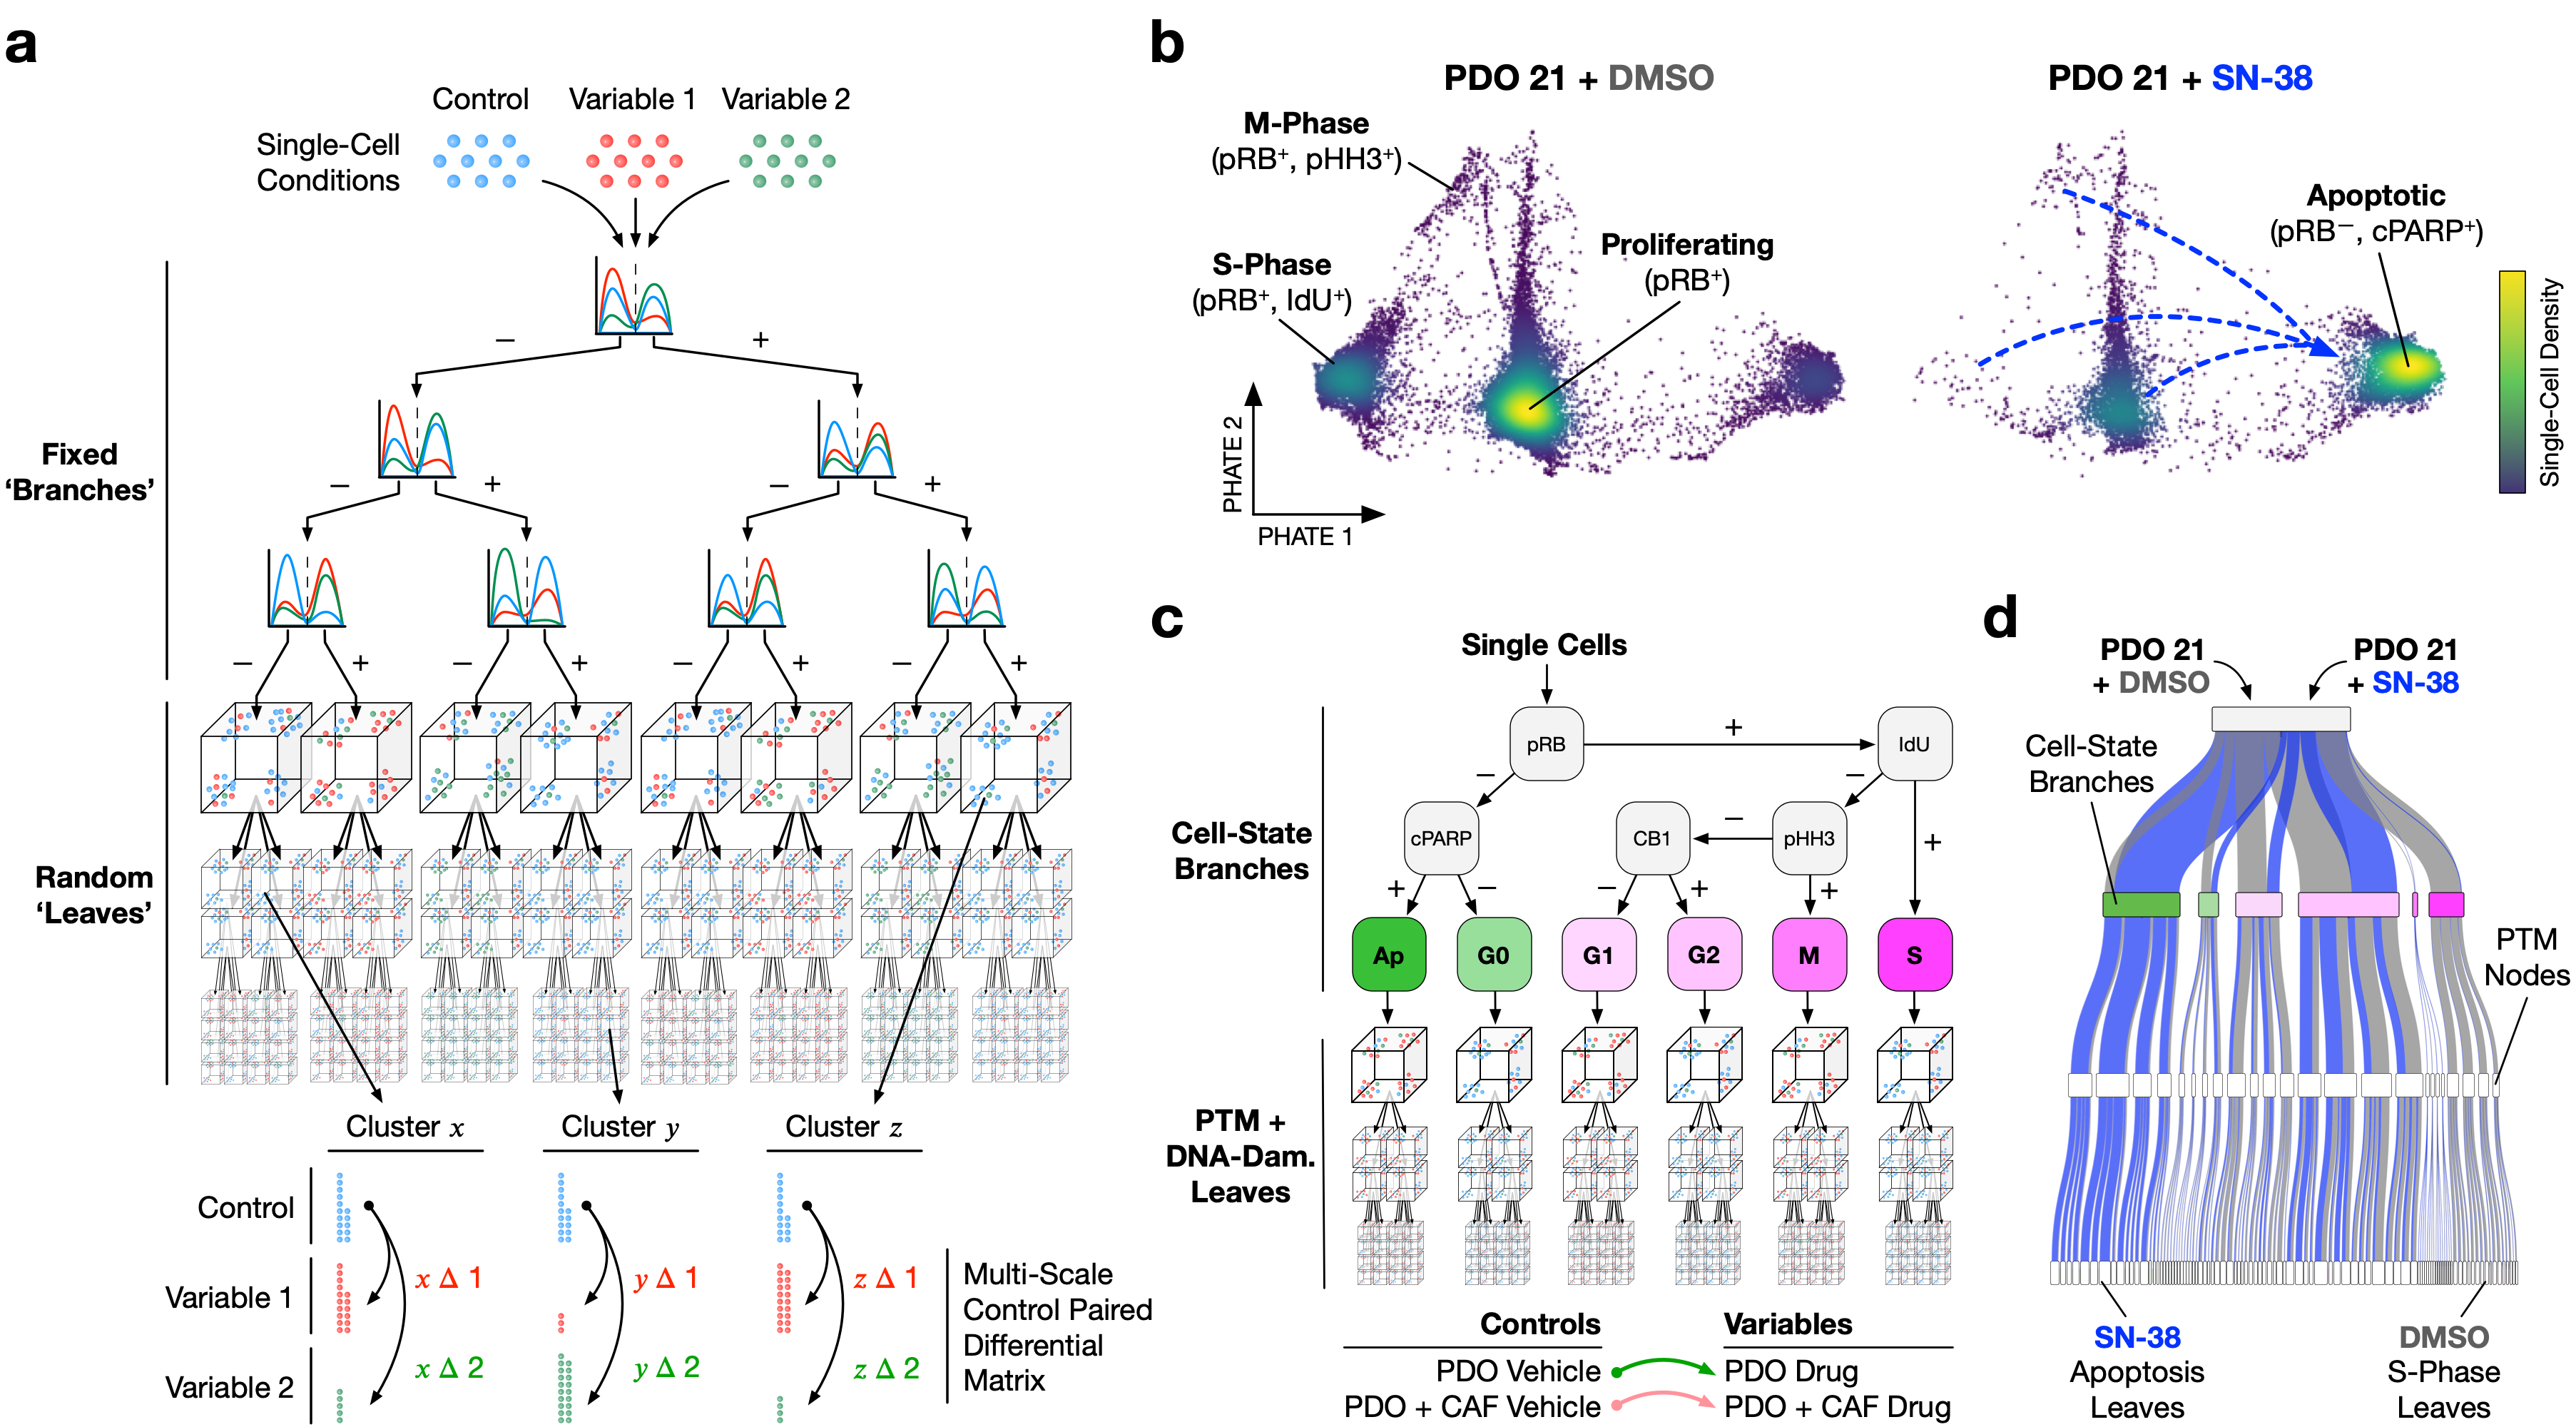 a
Control
Variable 1
Variable 2
Single-Cell
Conditions
Fixed
‘Branches’
– +
– +
– +
– +
– +
– +
– +
Random
‘Leaves’
Cluster x
Cluster y
Cluster z
Control
Variable 1
Variable 2
x Δ 1
x Δ 2
y Δ 1
y Δ 2
z Δ 1
z Δ 2
Multi-Scale
Control Paired
Differential
Matrix
b
PDO 21 + DMSO
M-Phase
(pRB⁺, pHH3⁺)
S-Phase
(pRB⁺, IdU⁺)
Proliferating
(pRB⁺)
PHATE 2
PHATE 1
PDO 21 + SN-38
Apoptotic
(pRB⁻, cPARP⁺)
Single-Cell Density
c
Single Cells
pRB
+
IdU
–
–
cPARP
CB1
–
pHH3
+
+
–
–
+
+
Cell-State
Branches
Ap
G0
G1
G2
M
S
PTM +
DNA-Dam.
Leaves
Controls
Variables
PDO Vehicle
PDO Drug
PDO + CAF Vehicle
PDO + CAF Drug
d
PDO 21
+ DMSO
PDO 21
+ SN-38
Cell-State
Branches
PTM
Nodes
SN-38
Apoptosis
Leaves
DMSO
S-Phase
Leaves